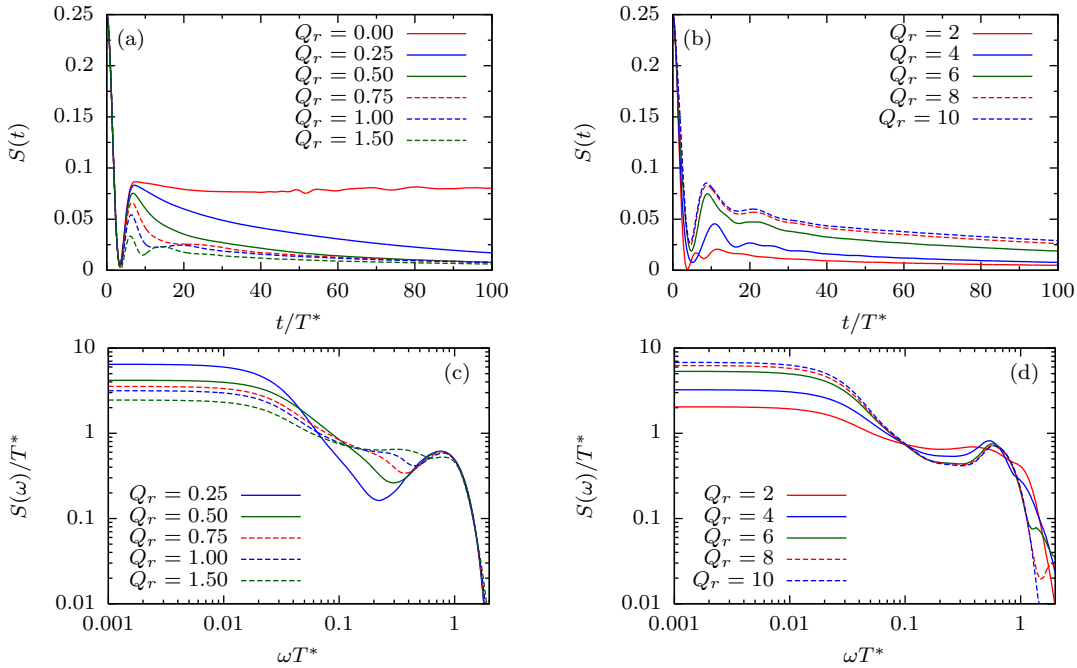 (a)
Q_r = 0.00
Q_r = 0.25
Q_r = 0.50
Q_r = 0.75
Q_r = 1.00
Q_r = 1.50
0.25
0.2
0.15
0.1
0.05
0
S(t)
0 20 40 60 80 100
t/T*
(b)
Q_r = 2
Q_r = 4
Q_r = 6
Q_r = 8
Q_r = 10
0.25
0.2
0.15
0.1
0.05
0
S(t)
0 20 40 60 80 100
t/T*
(c)
Q_r = 0.25
Q_r = 0.50
Q_r = 0.75
Q_r = 1.00
Q_r = 1.50
10
1
0.1
0.01
S(ω)/T*
0.001 0.01 0.1 1
ωT*
(d)
Q_r = 2
Q_r = 4
Q_r = 6
Q_r = 8
Q_r = 10
10
1
0.1
0.01
S(ω)/T*
0.001 0.01 0.1 1
ωT*